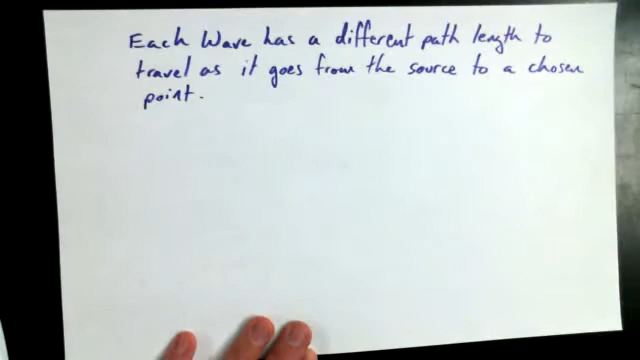 Each Wave has a different path length to
travel as it goes from the source to a chosen
point.